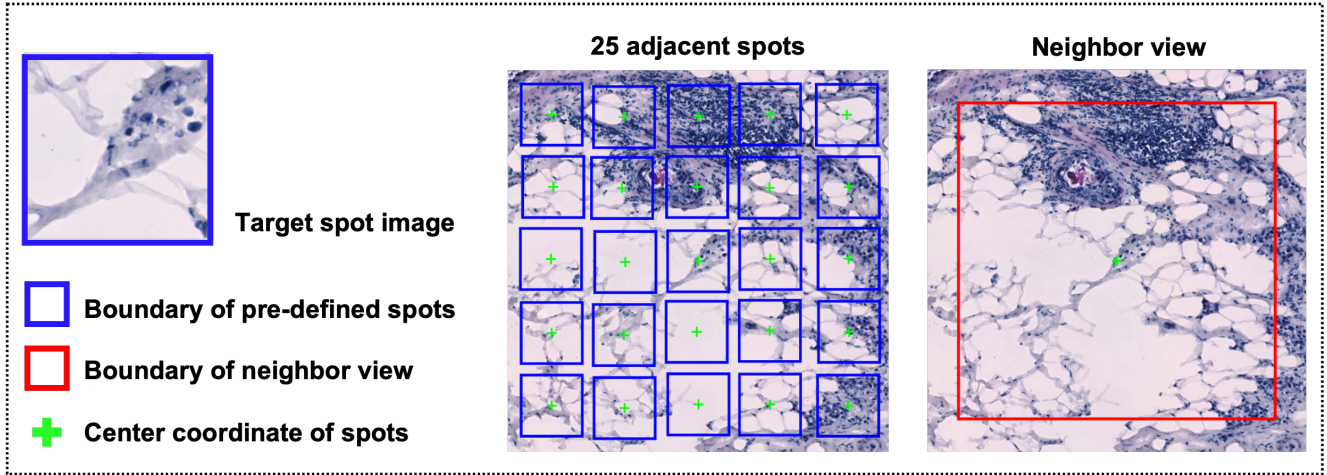 25 adjacent spots
Neighbor view
Target spot image
Boundary of pre-defined spots
Boundary of neighbor view
Center coordinate of spots